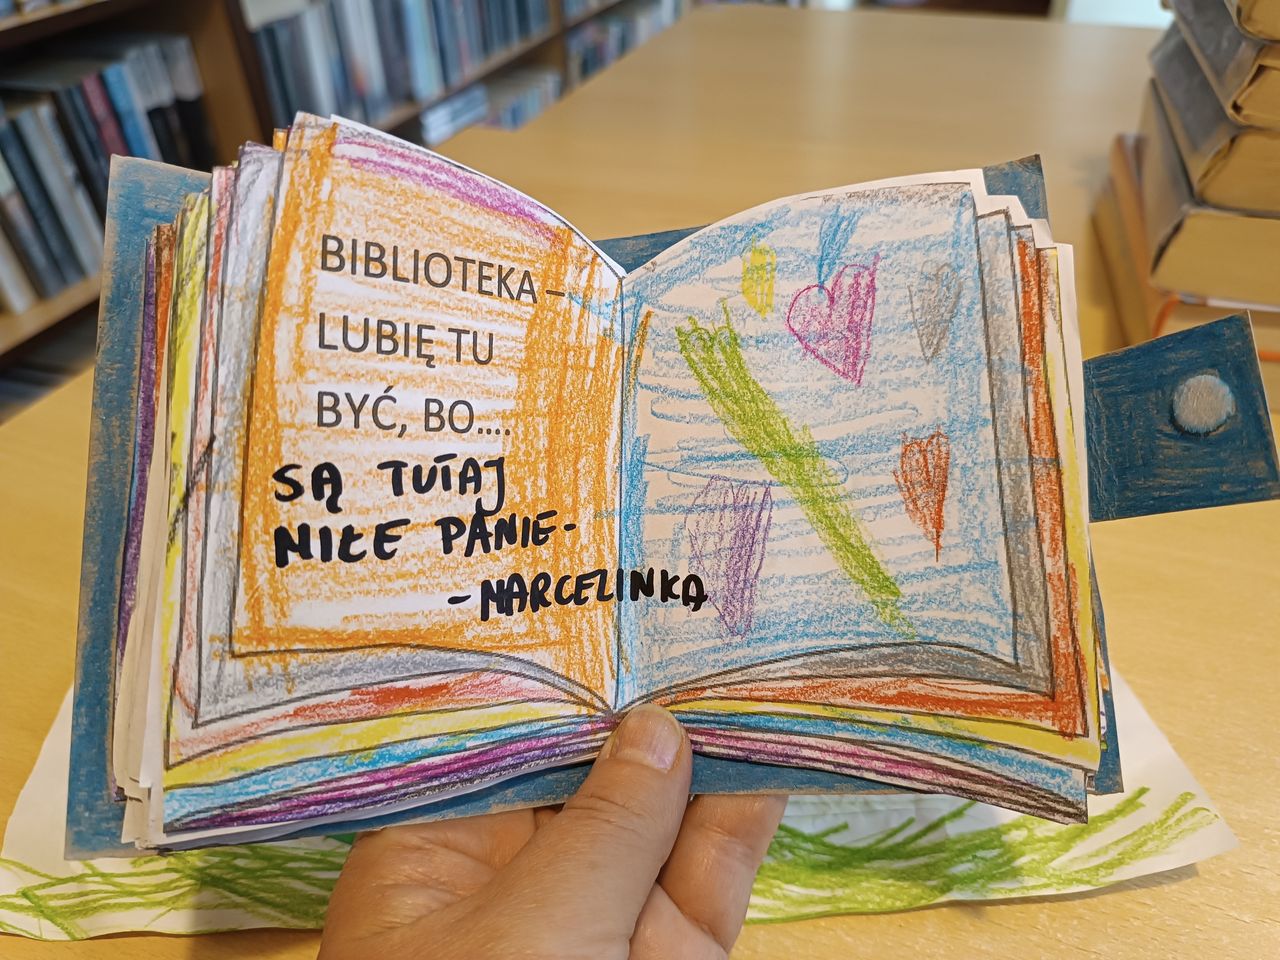 BIBLIOTEKA –
LUBIĘ TU
BYĆ, BO....
SĄ TUTAJ
MIŁE PANIE-
- MARCELINKA